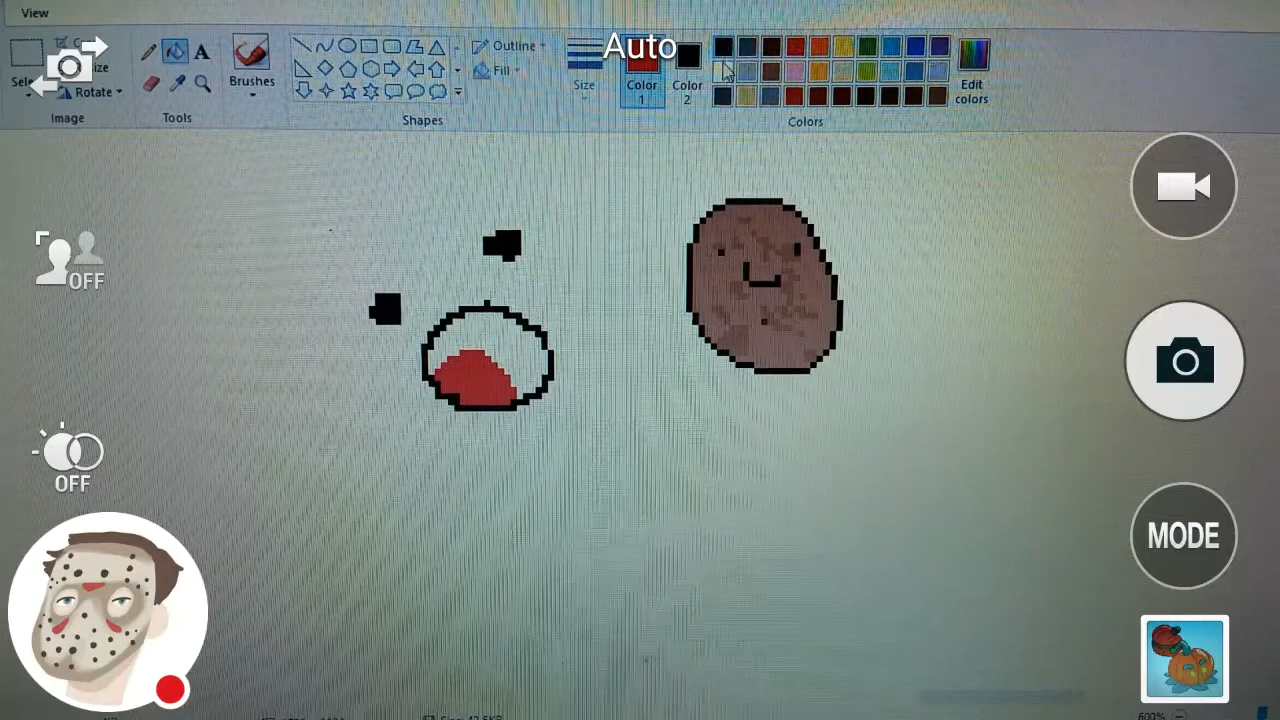 View
Auto
Rotate
Brushes
Outline
Fill
Size
Color
1
Color
2
Edit
colors
Image
Tools
Shapes
Colors
OFF
OFF
MODE
600%